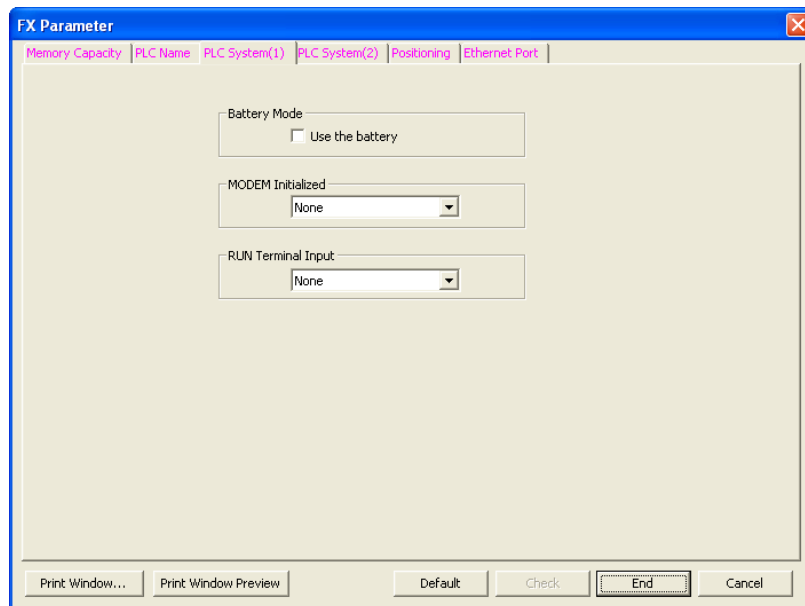 FX Parameter
Memory Capacity PLC Name PLC System(1) PLC System(2) Positioning Ethernet Port
Battery Mode
Use the battery
MODEM Initialized
None
RUN Terminal Input
None
Print Window... Print Window Preview Default Check End Cancel